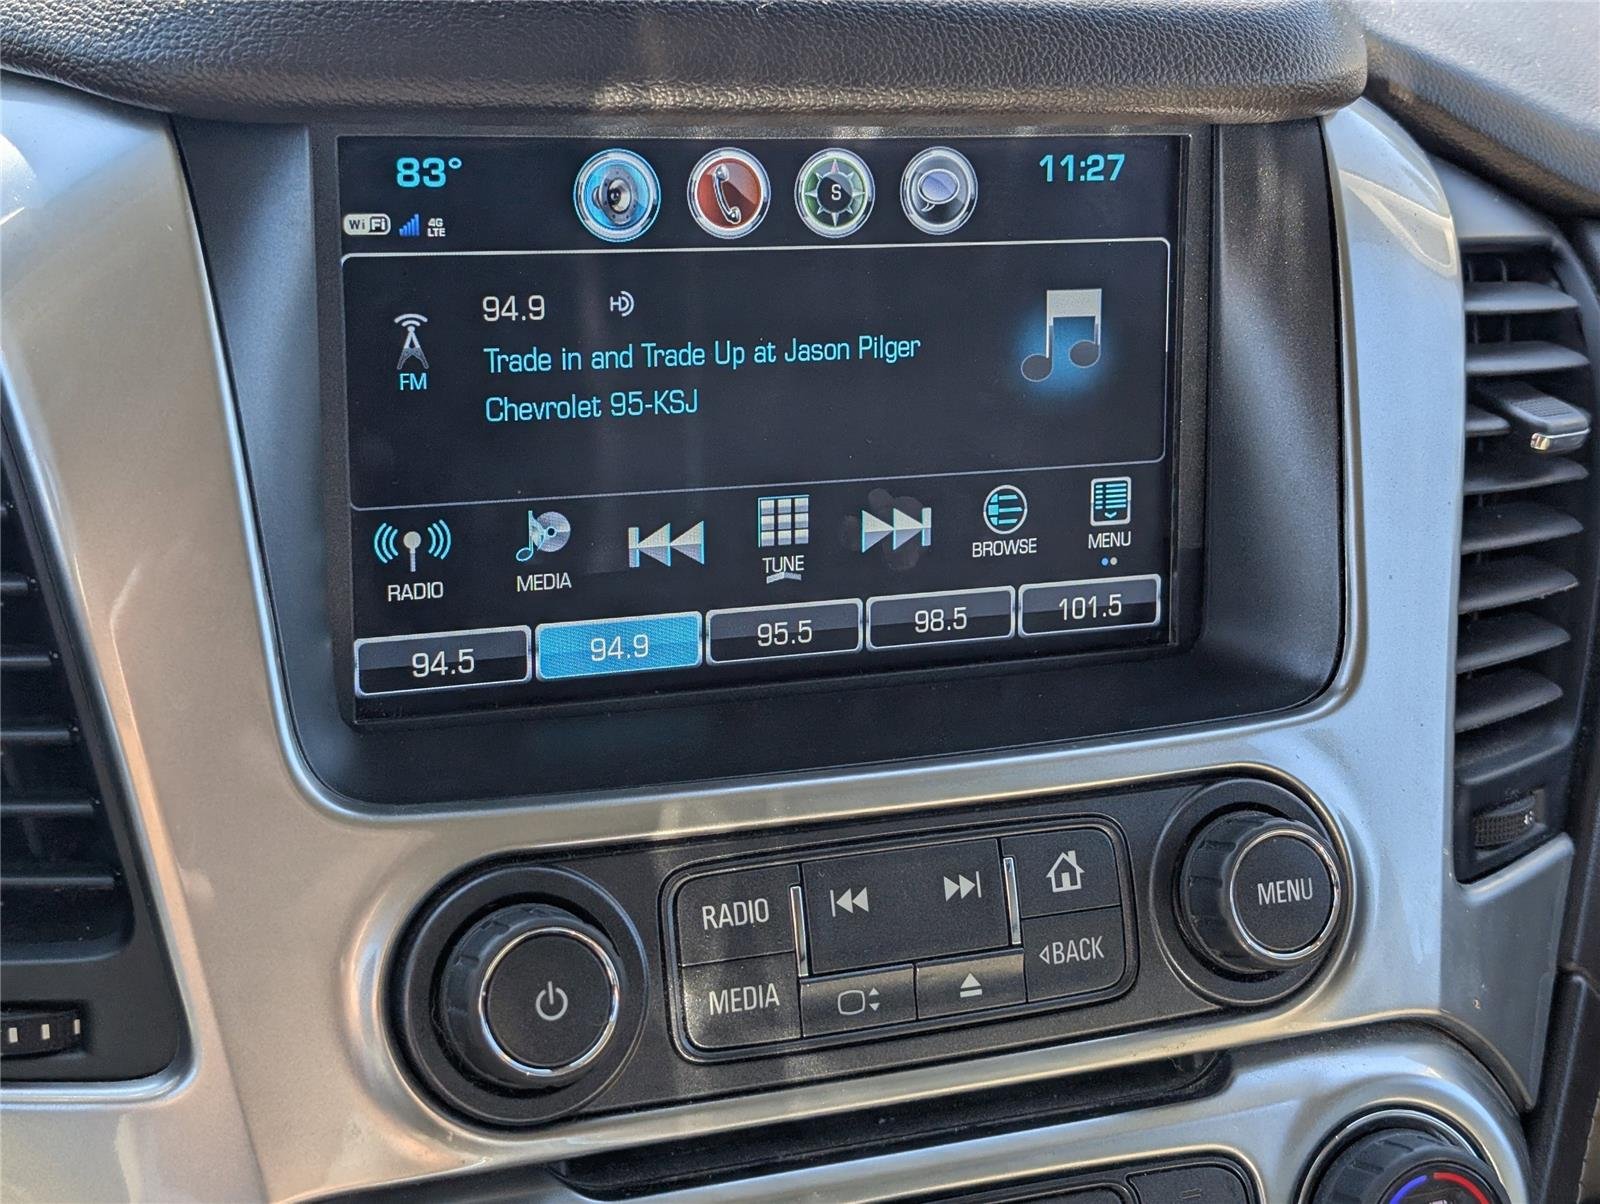 83° 11:27
WiFi 4G LTE
S
94.9 HD
Trade in and Trade Up at Jason Pilger
Chevrolet 95-KSJ
FM
RADIO MEDIA TUNE BROWSE MENU
94.5 94.9 95.5 98.5 101.5
RADIO
MENU
BACK
MEDIA